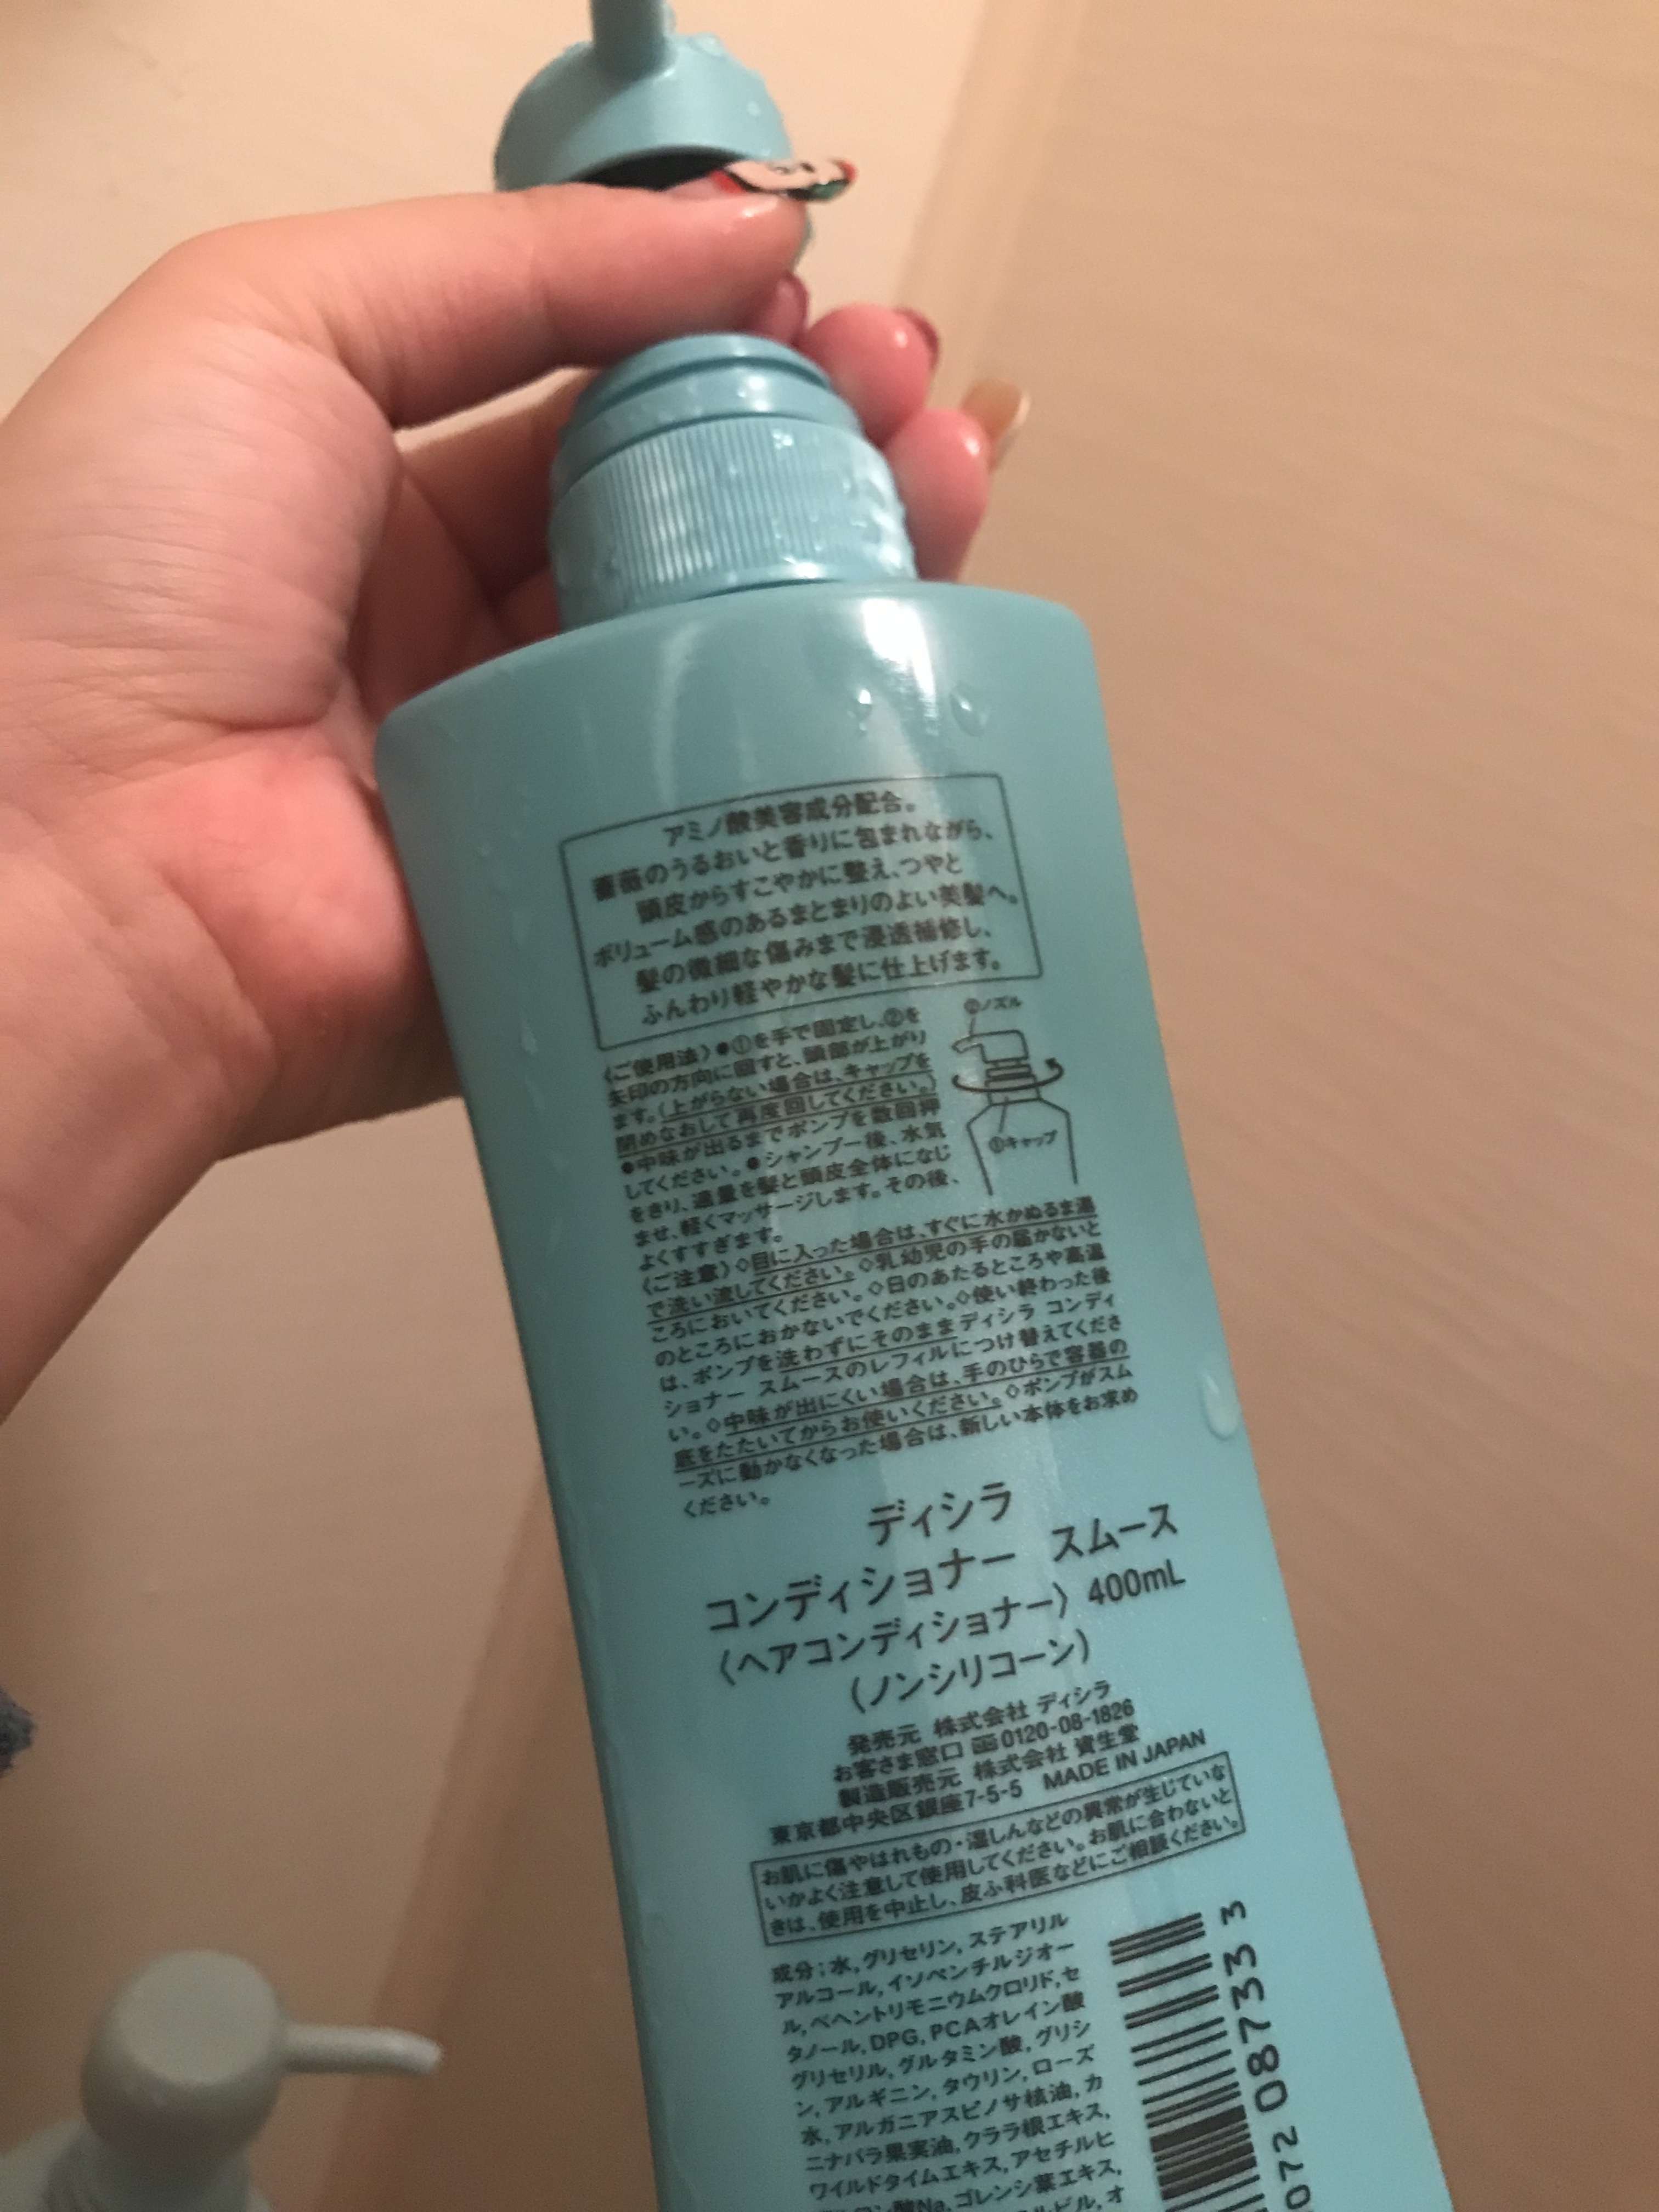 アミノ酸美容成分配合。
薔薇のうるおいと香りに包まれながら、
頭皮からすこやかに整え、つやと
ボリューム感のあるまとまりのよい美髪へ。
髪の微細な傷みまで浸透補修し、
ふんわり軽やかな髪に仕上げます。
〈ご使用法〉●①を手で固定し、②を
矢印の方向に回すと、頭部が上がり
ます。(上がらない場合は、キャップを
閉めなおして再度回してください。)
●中味が出るまでポンプを数回押
してください。●シャンプー後、水気
をきり、適量を髪と頭皮全体になじ
ませ、軽くマッサージします。その後、
よくすすぎます。
②ノズル
①キャップ
〈ご注意〉◇目に入った場合は、すぐに水かぬるま湯
で洗い流してください。◇乳幼児の手の届かないと
ころにおいてください。◇日のあたるところや高温
のところにおかないでください。◇使い終わった後
は、ポンプを洗わずにそのままディシラ コンディ
ショナー スムースのレフィルにつけ替えてくださ
い。◇中味が出にくい場合は、手のひらで容器の
底をたたいてからお使いください。◇ポンプがスム
ーズに動かなくなった場合は、新しい本体をお求め
ください。
ディシラ
コンディショナー スムース
〈ヘアコンディショナー〉 400mL
(ノンシリコーン)
発売元 株式会社 ディシラ
お客さま窓口 0120-08-1826
製造販売元 株式会社 資生堂
東京都中央区銀座7-5-5 MADE IN JAPAN
お肌に傷やはれもの・湿しんなどの異常が生じていな
いかよく注意して使用してください。お肌に合わないと
きは、使用を中止し、皮ふ科医などにご相談ください。
成分:水,グリセリン,ステアリル
アルコール,イソペンチルジオー
ル,ベヘントリモニウムクロリド,セ
タノール,DPG,PCAオレイン酸
グリセリル,グルタミン酸,グリシ
ン,アルギニン,タウリン,ローズ
水,アルガニアスピノサ核油,カ
ニナバラ果実油,クララ根エキス,
ワイルドタイムエキス,アセチルヒ
アルロン酸Na,ゴレンシ葉エキス,
072 08733 3